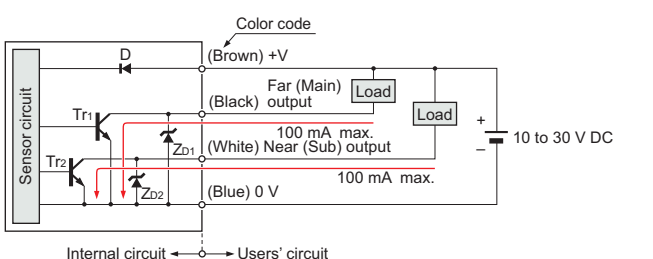 Color code
D
(Brown) +V
Far (Main)
(Black) output
Load
Load
Tr1
100 mA max.
+
10 to 30 V DC
–
ZD1
(White) Near (Sub) output
Tr2
100 mA max.
ZD2
(Blue) 0 V
Sensor circuit
Internal circuit
Users' circuit